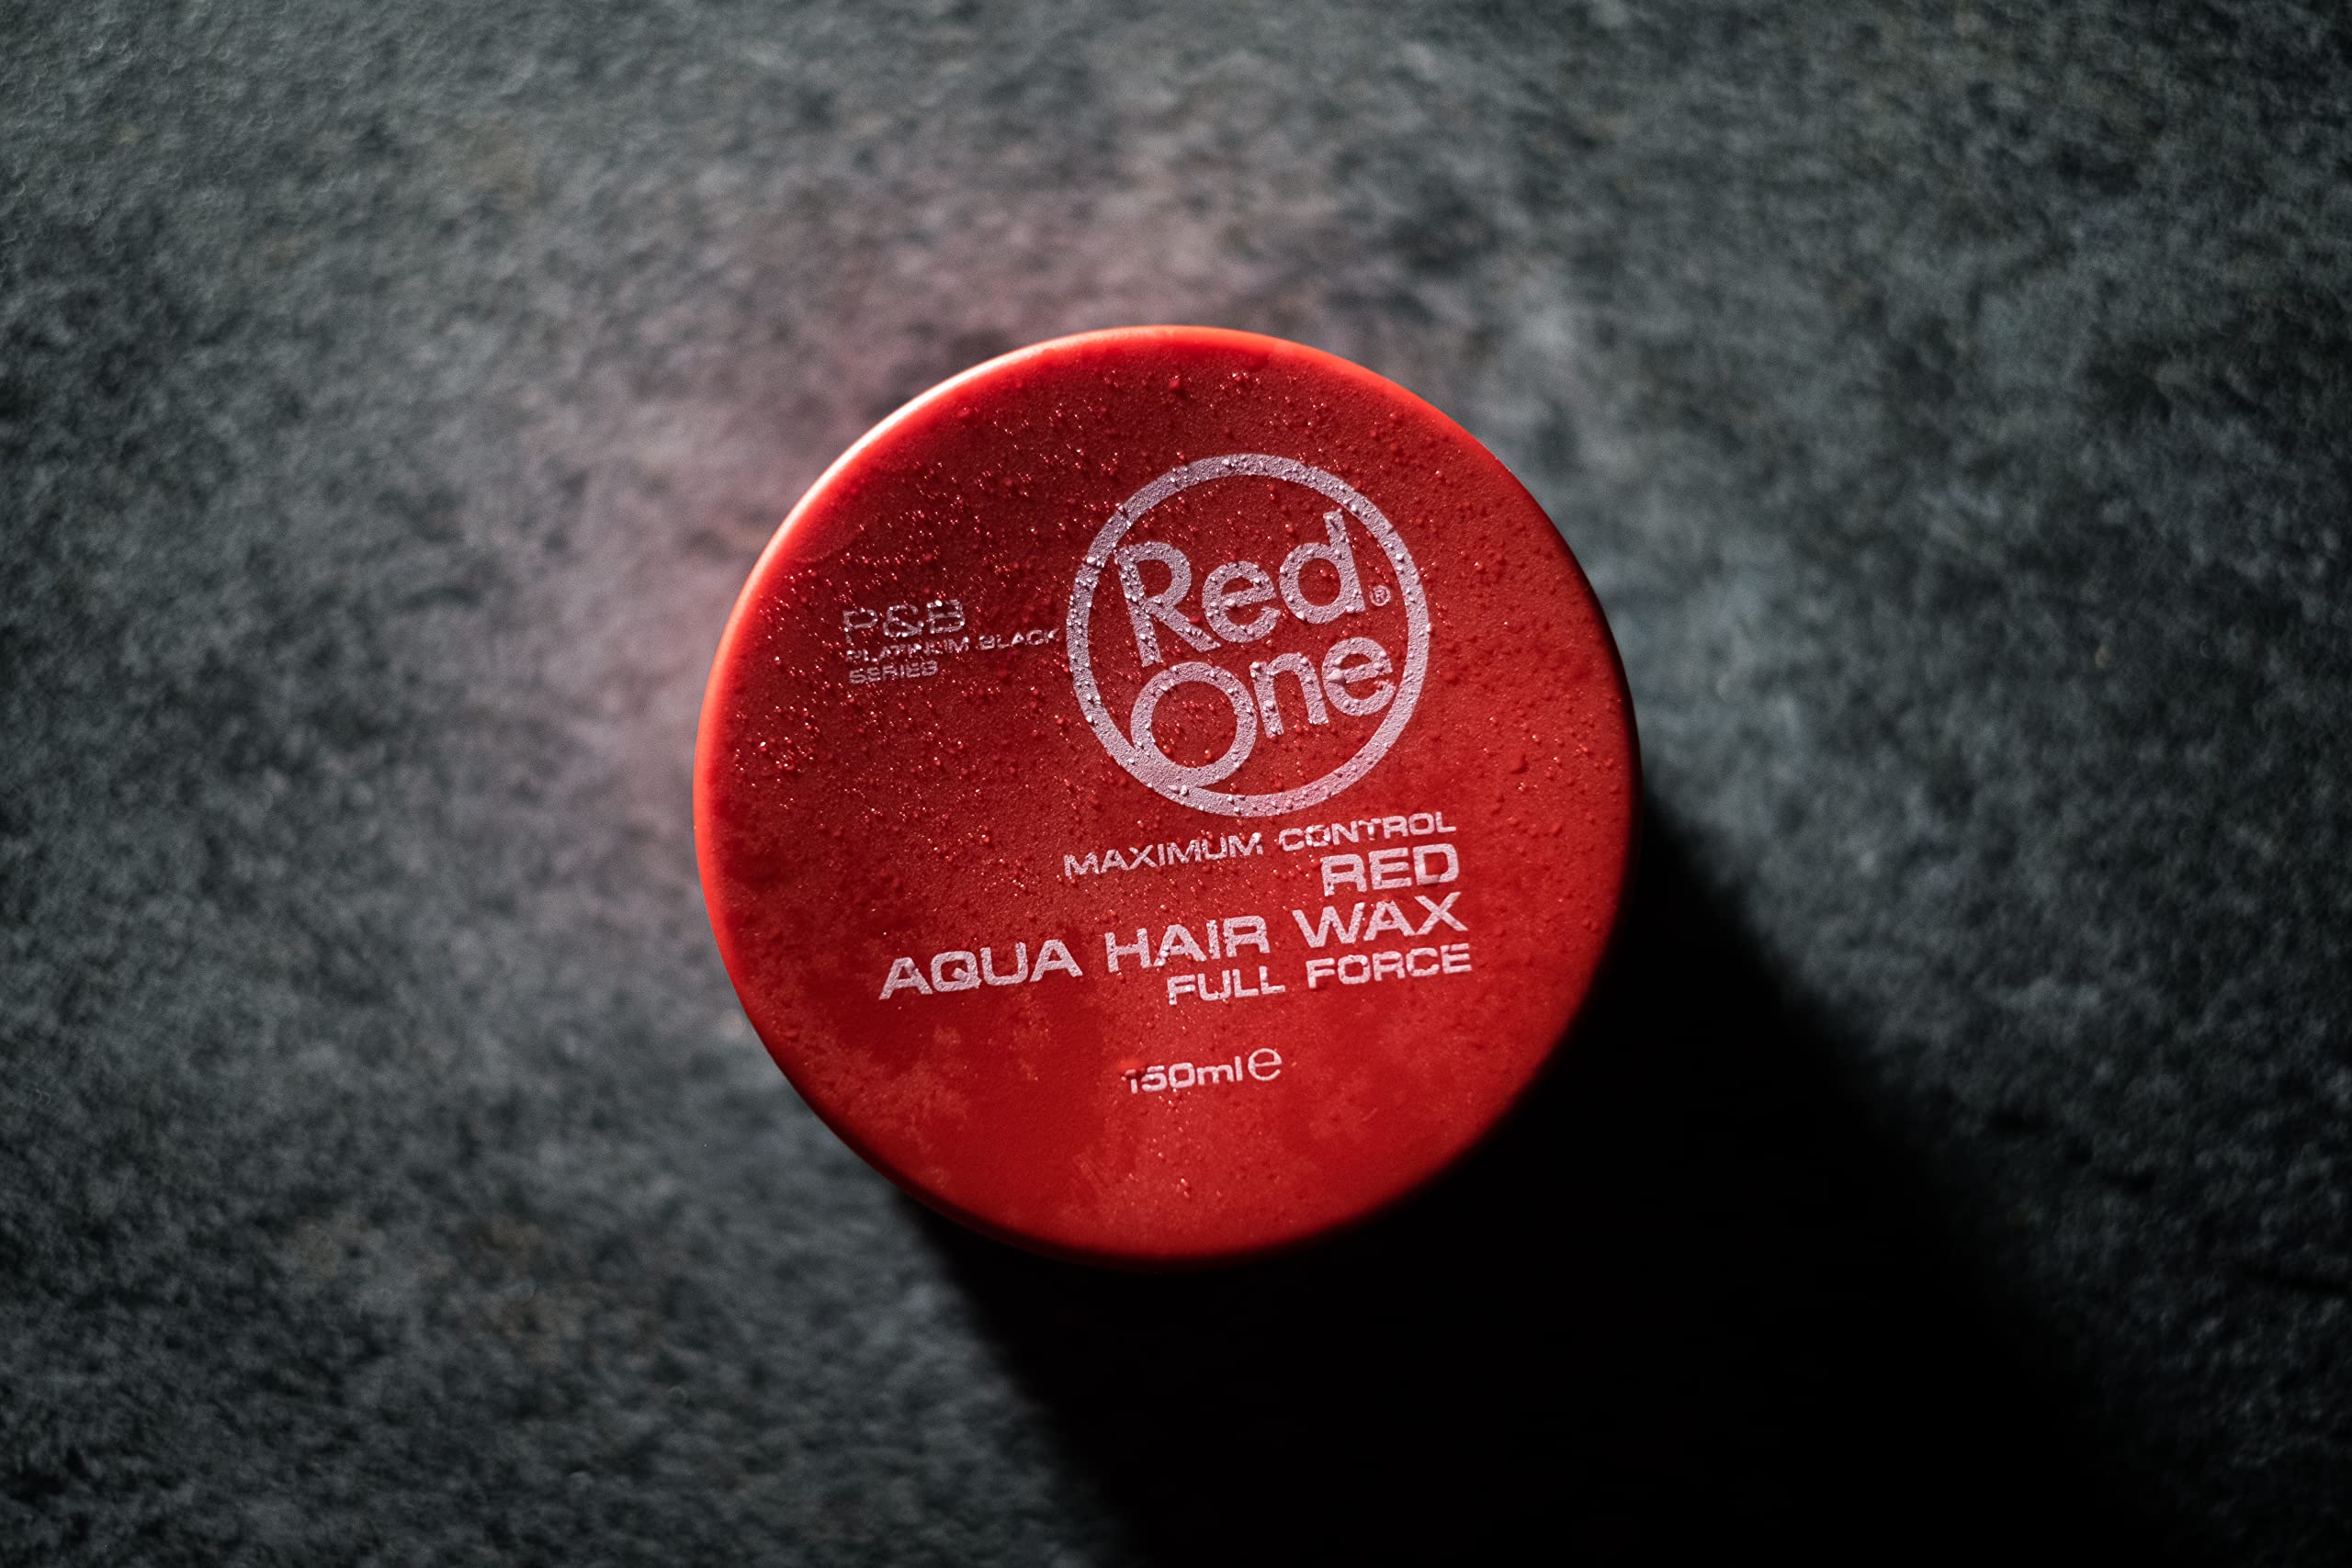 Red®
One
P&B
PLATINUM BLACK
SERIES
MAXIMUM CONTROL
RED
AQUA HAIR WAX
FULL FORCE
150ml℮